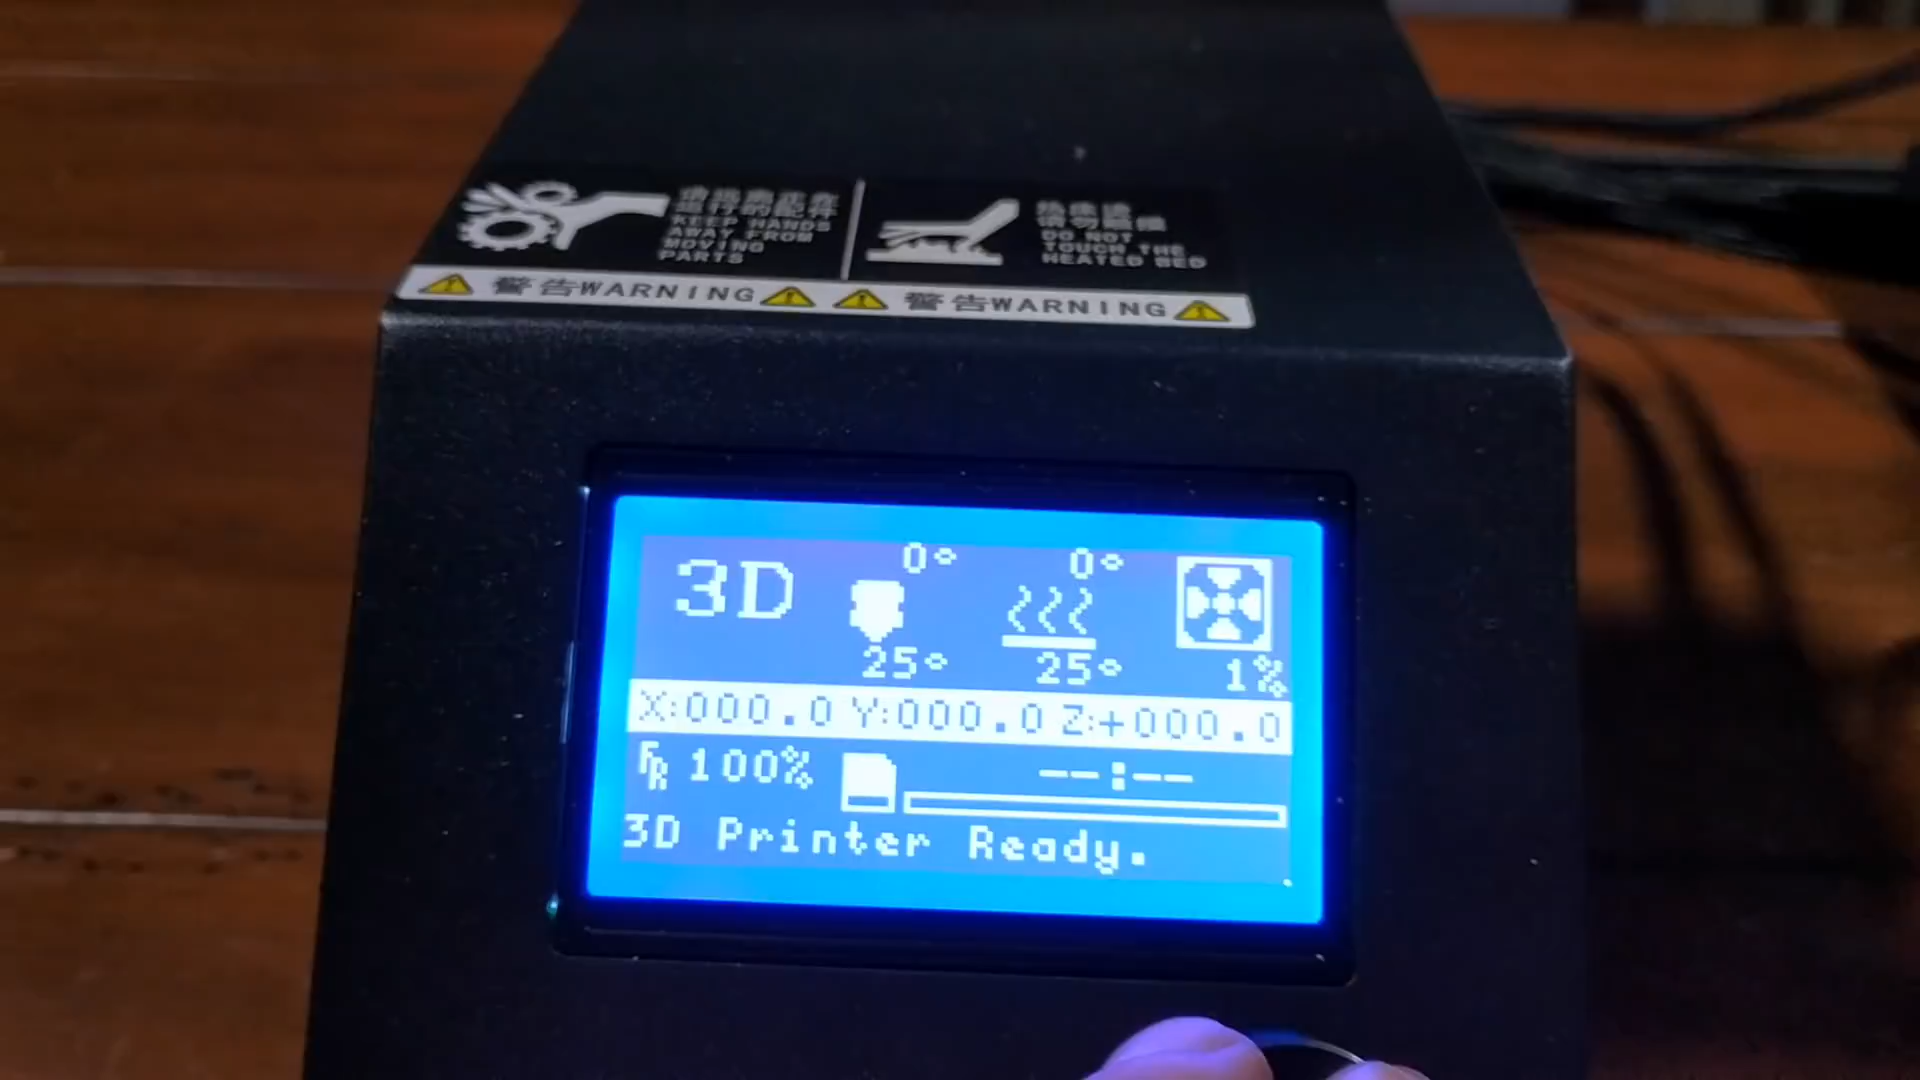 KEEP HANDS
AWAY FROM
MOVING
PARTS
DO NOT
TOUCH THE
HEATED BED
警告WARNING
警告WARNING
3D
0°
0°
25°
25°
1%
X:000.0 Y:000.0 Z:+000.0
FR 100%
--:--
3D Printer Ready.